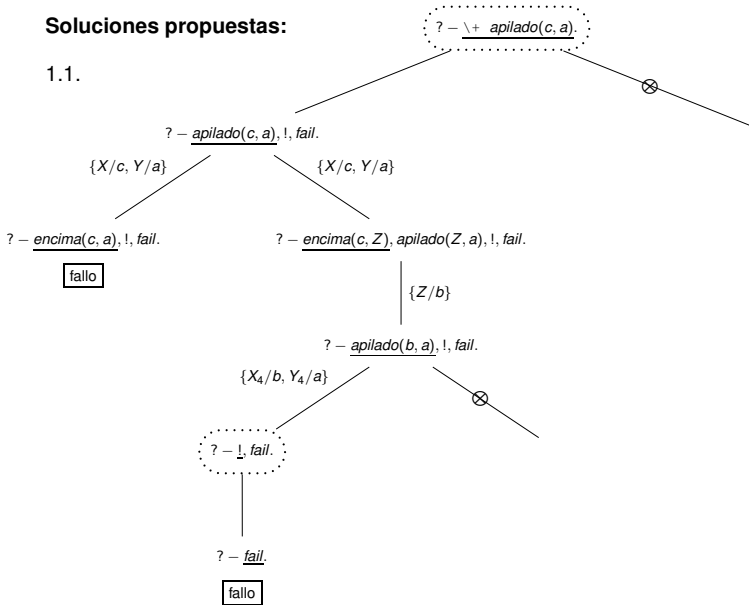 Soluciones propuestas:
? − \+ apilado(c, a).
1.1.
? − apilado(c, a), !, fail.
{X/c, Y/a} {X/c, Y/a}
? − encima(c, a), !, fail. ? − encima(c, Z), apilado(Z, a), !, fail.
fallo
{Z/b}
? − apilado(b, a), !, fail.
{X₄/b, Y₄/a}
? − !, fail.
? − fail.
fallo